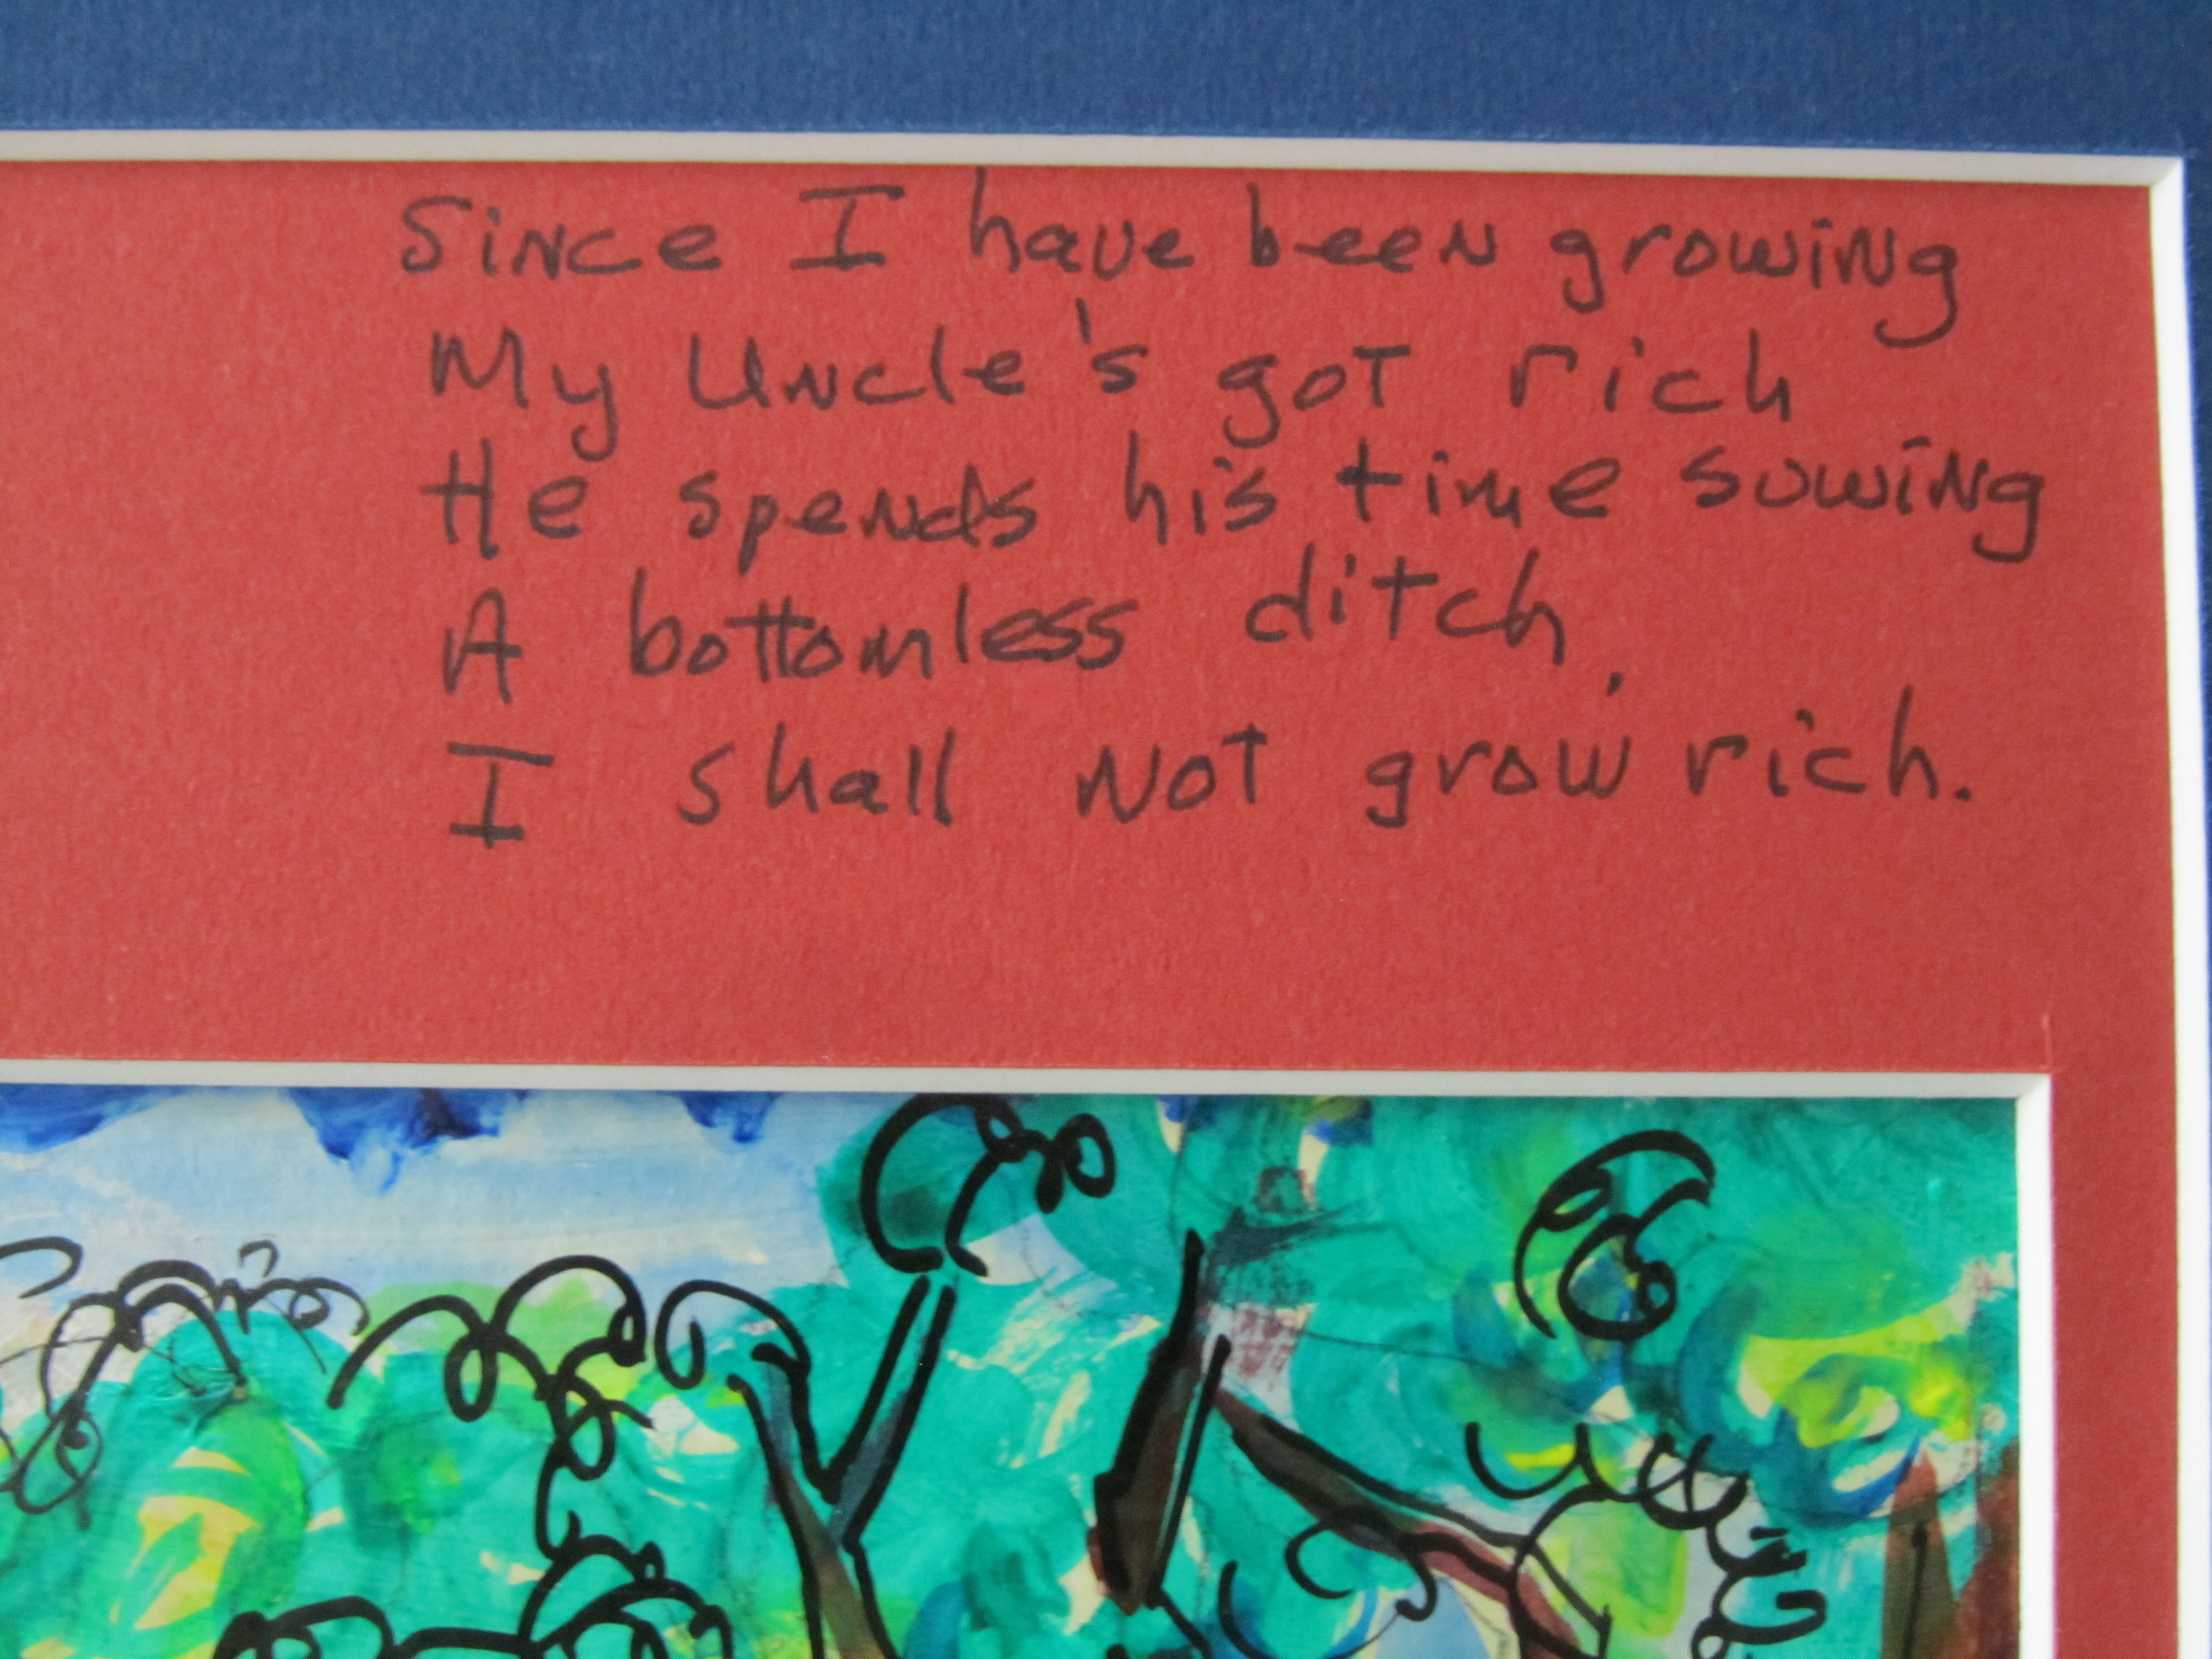 Since I have been growing
My Uncle's got rich
He spends his time sowing
A bottomless ditch,
I shall not grow rich.